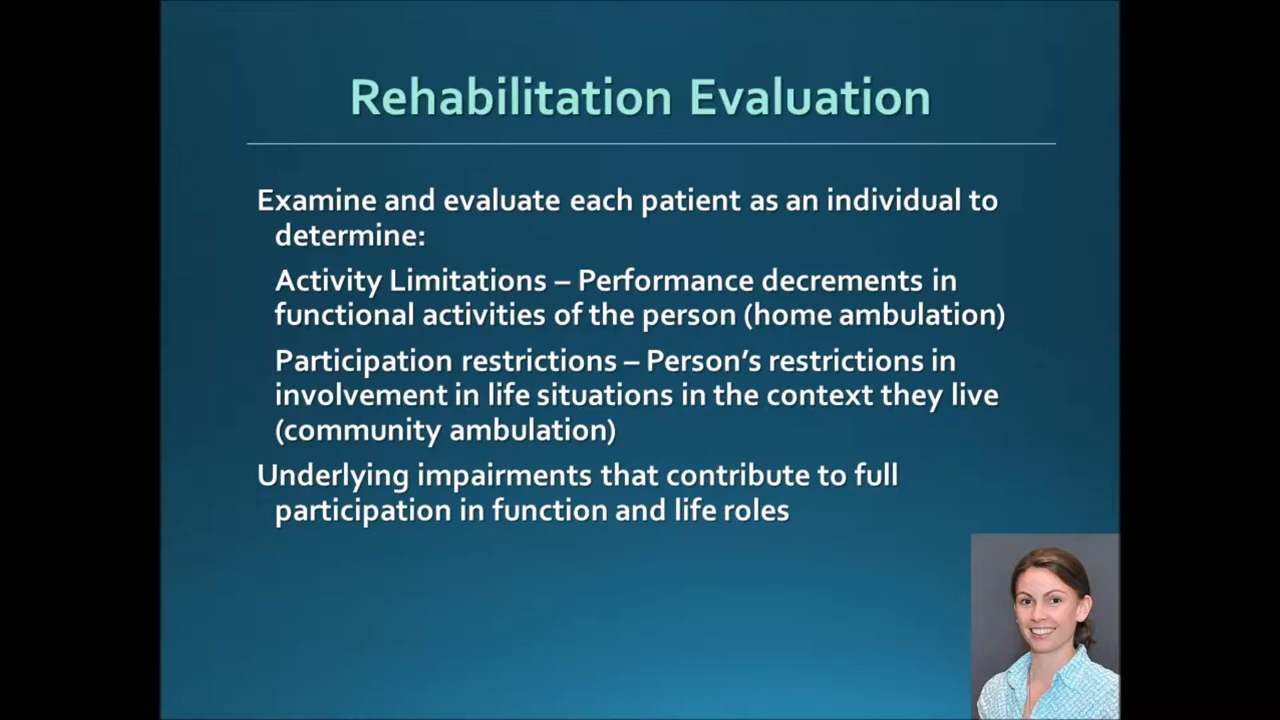 Rehabilitation Evaluation
Examine and evaluate each patient as an individual to
determine:
Activity Limitations – Performance decrements in
functional activities of the person (home ambulation)
Participation restrictions – Person’s restrictions in
involvement in life situations in the context they live
(community ambulation)
Underlying impairments that contribute to full
participation in function and life roles